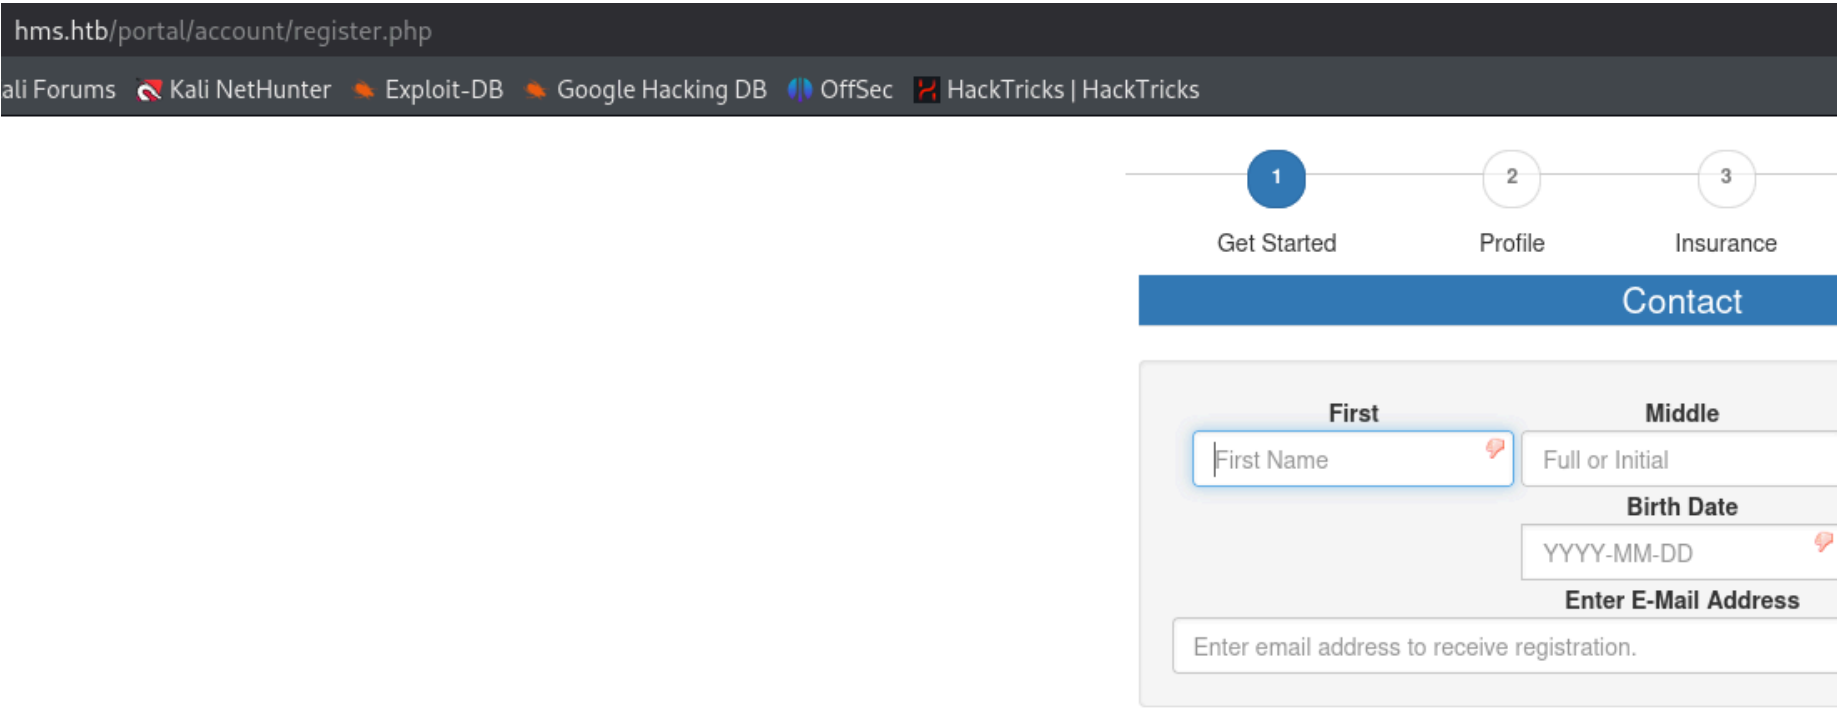 hms.htb/portal/account/register.php
ali Forums Kali NetHunter Exploit-DB Google Hacking DB OffSec HackTricks | HackTricks
1 2 3
Get Started Profile Insurance
Contact
First Middle
First Name Full or Initial
Birth Date
YYYY-MM-DD
Enter E-Mail Address
Enter email address to receive registration.